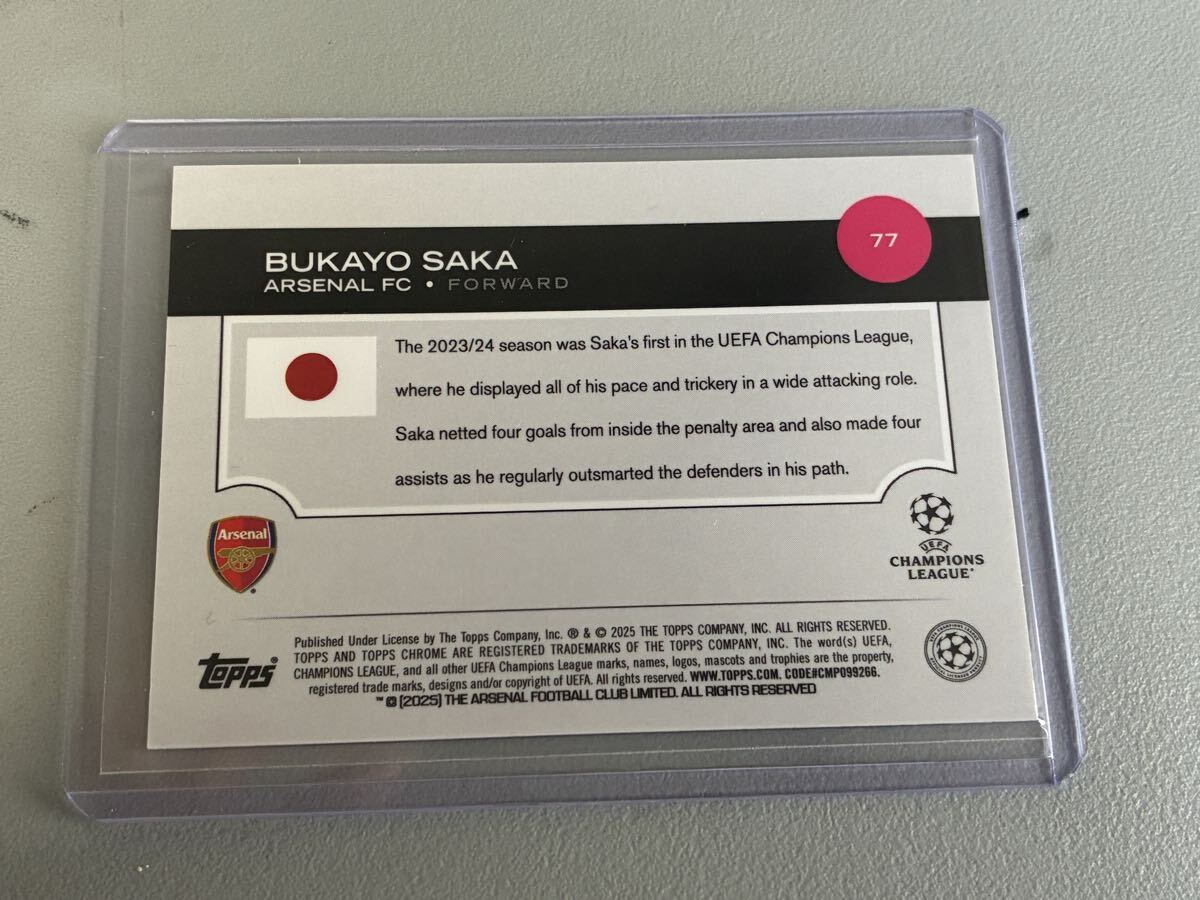 77
BUKAYO SAKA
ARSENAL FC • FORWARD
The 2023/24 season was Saka's first in the UEFA Champions League,
where he displayed all of his pace and trickery in a wide attacking role.
Saka netted four goals from inside the penalty area and also made four
assists as he regularly outsmarted the defenders in his path.
Arsenal
UEFA
CHAMPIONS
LEAGUE
topps
Published Under License by The Topps Company, Inc. ® & © 2025 THE TOPPS COMPANY, INC. ALL RIGHTS RESERVED.
TOPPS AND TOPPS CHROME ARE REGISTERED TRADEMARKS OF THE TOPPS COMPANY, INC. The word(s) UEFA,
CHAMPIONS LEAGUE, and all other UEFA Champions League marks, names, logos, mascots and trophies are the property,
registered trade marks, designs and/or copyright of UEFA. All rights reserved. WWW.TOPPS.COM. CODE#CMP099266.
™ © [2025] THE ARSENAL FOOTBALL CLUB LIMITED. ALL RIGHTS RESERVED